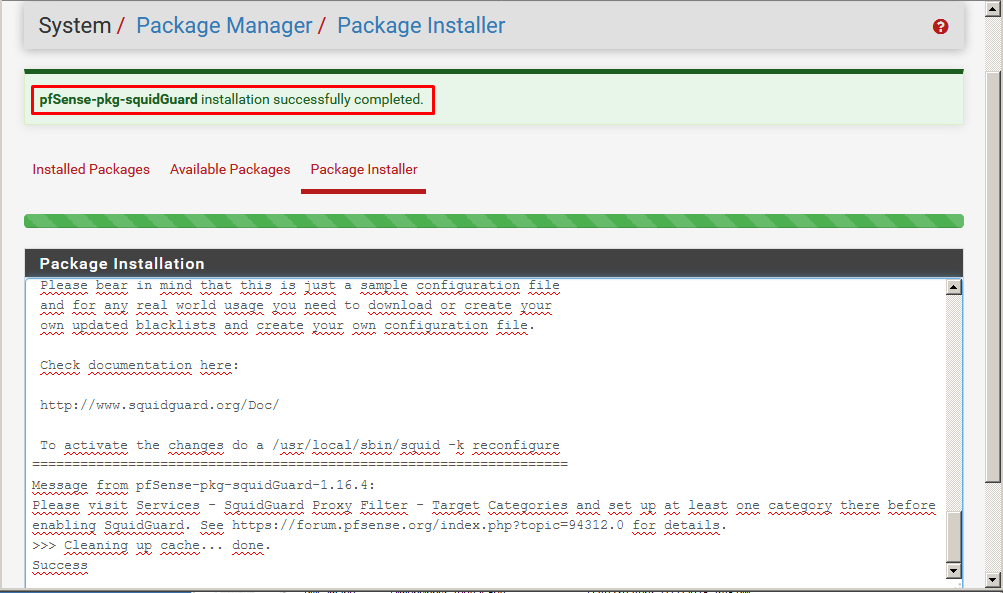 System / Package Manager / Package Installer
pfSense-pkg-squidGuard installation successfully completed.
Installed Packages Available Packages Package Installer
Package Installation
Please bear in mind that this is just a sample configuration file
and for any real world usage you need to download or create your
own updated blacklists and create your own configuration file.
Check documentation here:
http://www.squidguard.org/Doc/
To activate the changes do a /usr/local/sbin/squid -k reconfigure
===================================================================
Message from pfSense-pkg-squidGuard-1.16.4:
Please visit Services - SquidGuard Proxy Filter - Target Categories and set up at least one category there before
enabling SquidGuard. See https://forum.pfsense.org/index.php?topic=94312.0 for details.
>>> Cleaning up cache... done.
Success